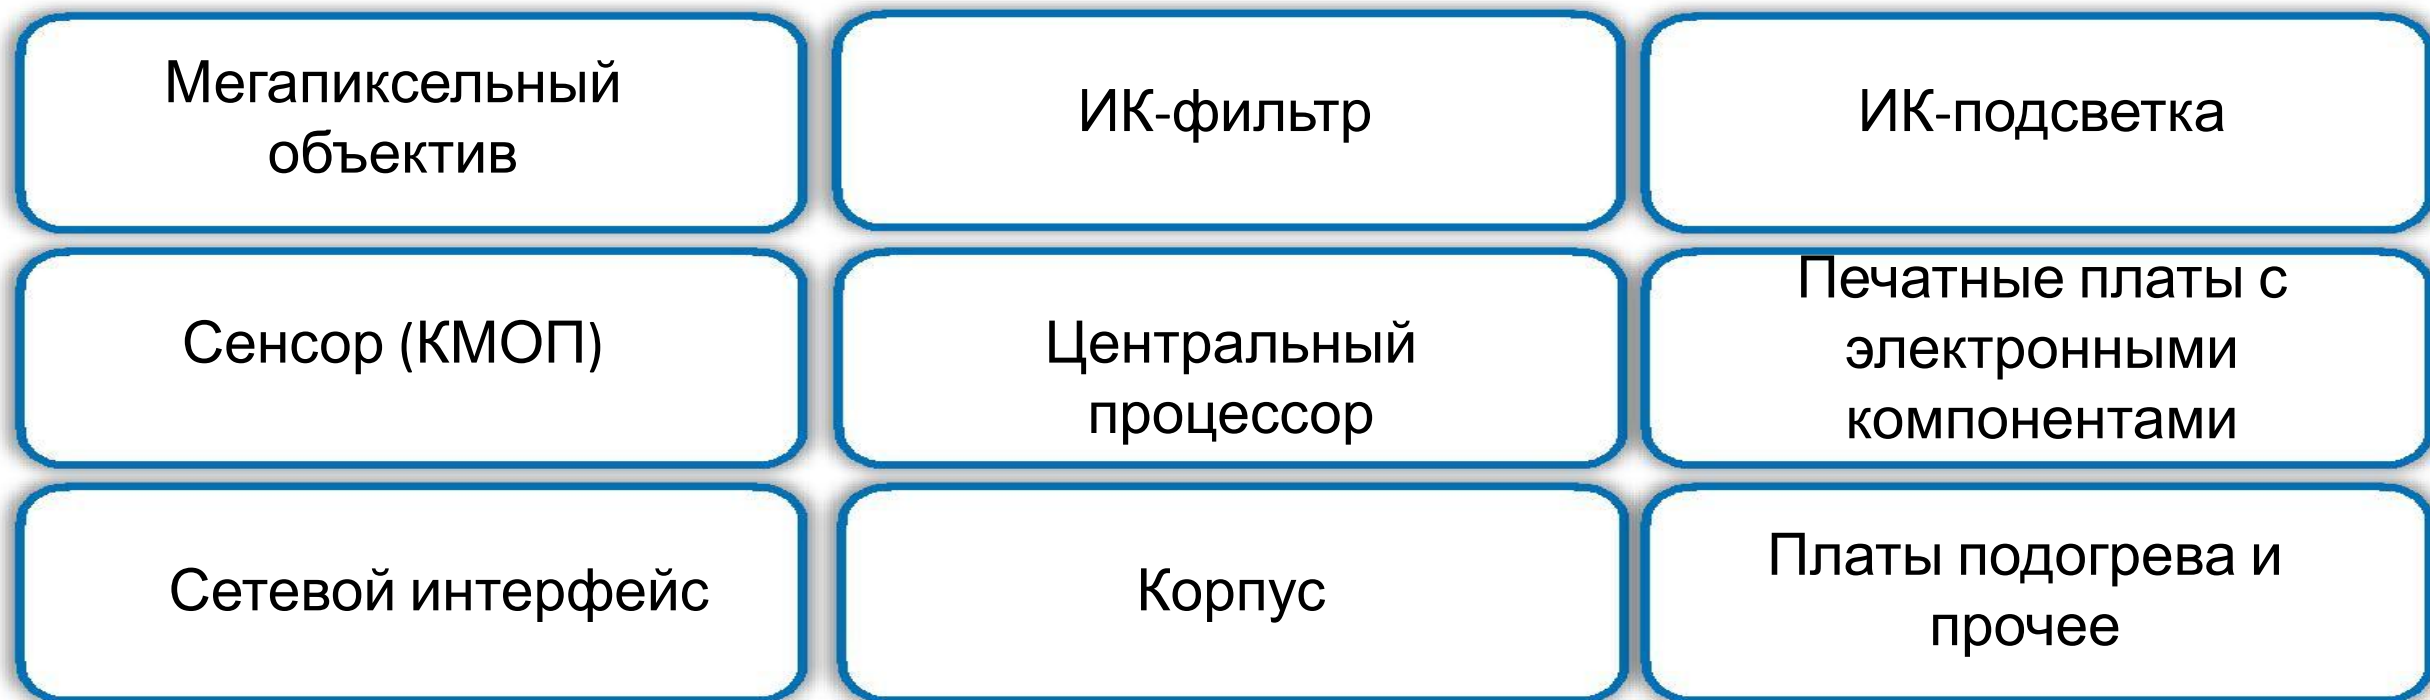 Мегапиксельный
объектив
ИК-фильтр
ИК-подсветка
Сенсор (КМОП)
Центральный
процессор
Печатные платы с
электронными
компонентами
Сетевой интерфейс
Корпус
Платы подогрева и
прочее